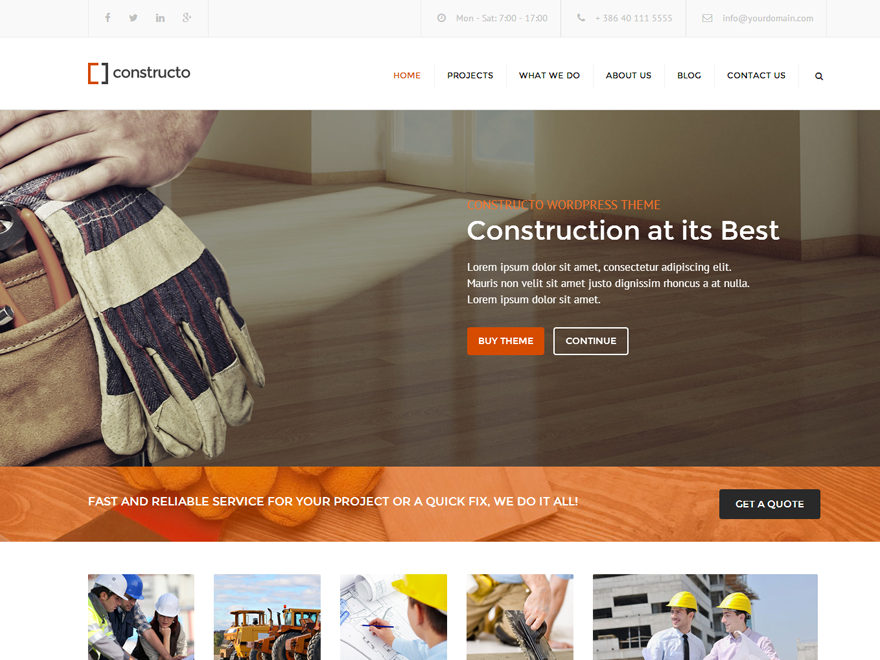 Mon - Sat: 7:00 - 17:00
+ 386 40 111 5555
info@yourdomain.com
constructo
HOME
PROJECTS
WHAT WE DO
ABOUT US
BLOG
CONTACT US
CONSTRUCTO WORDPRESS THEME
Construction at its Best
Lorem ipsum dolor sit amet, consectetur adipiscing elit.
Mauris non velit sit amet justo dignissim rhoncus a at nulla.
Lorem ipsum dolor sit amet.
BUY THEME
CONTINUE
FAST AND RELIABLE SERVICE FOR YOUR PROJECT OR A QUICK FIX, WE DO IT ALL!
GET A QUOTE